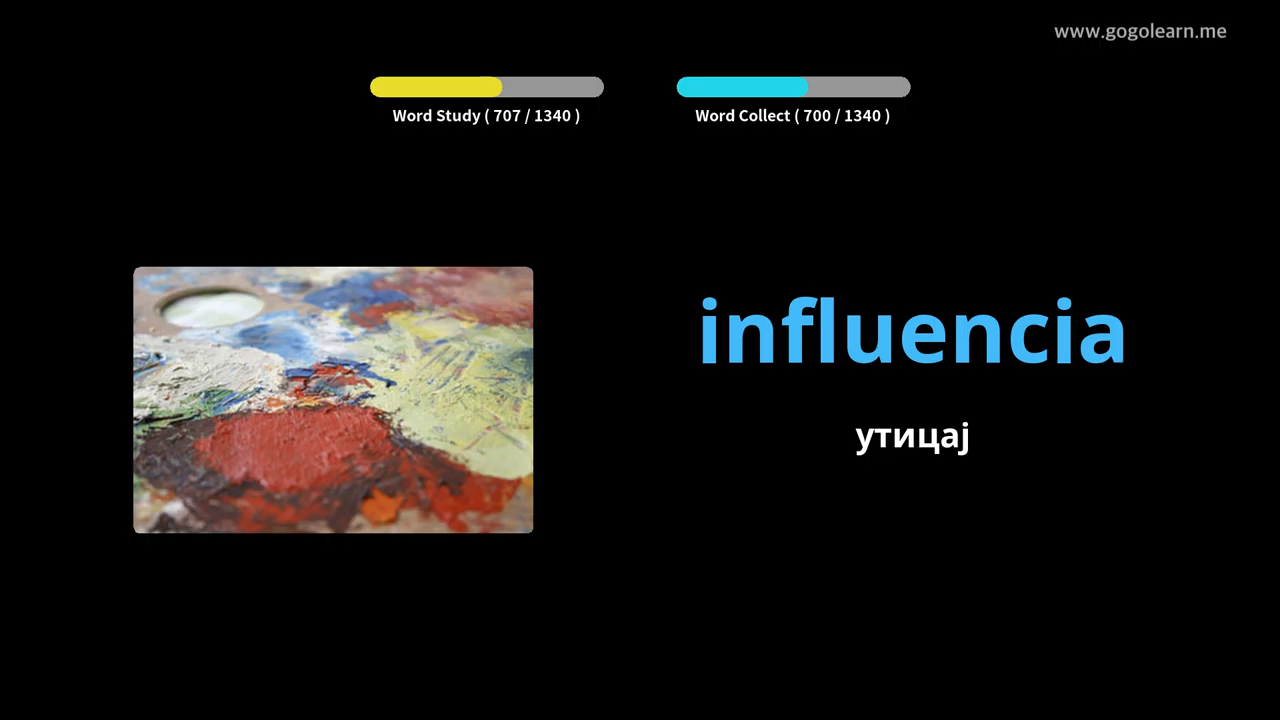 www.gogolearn.me
Word Study ( 707 / 1340 )
Word Collect ( 700 / 1340 )
influencia
утицај